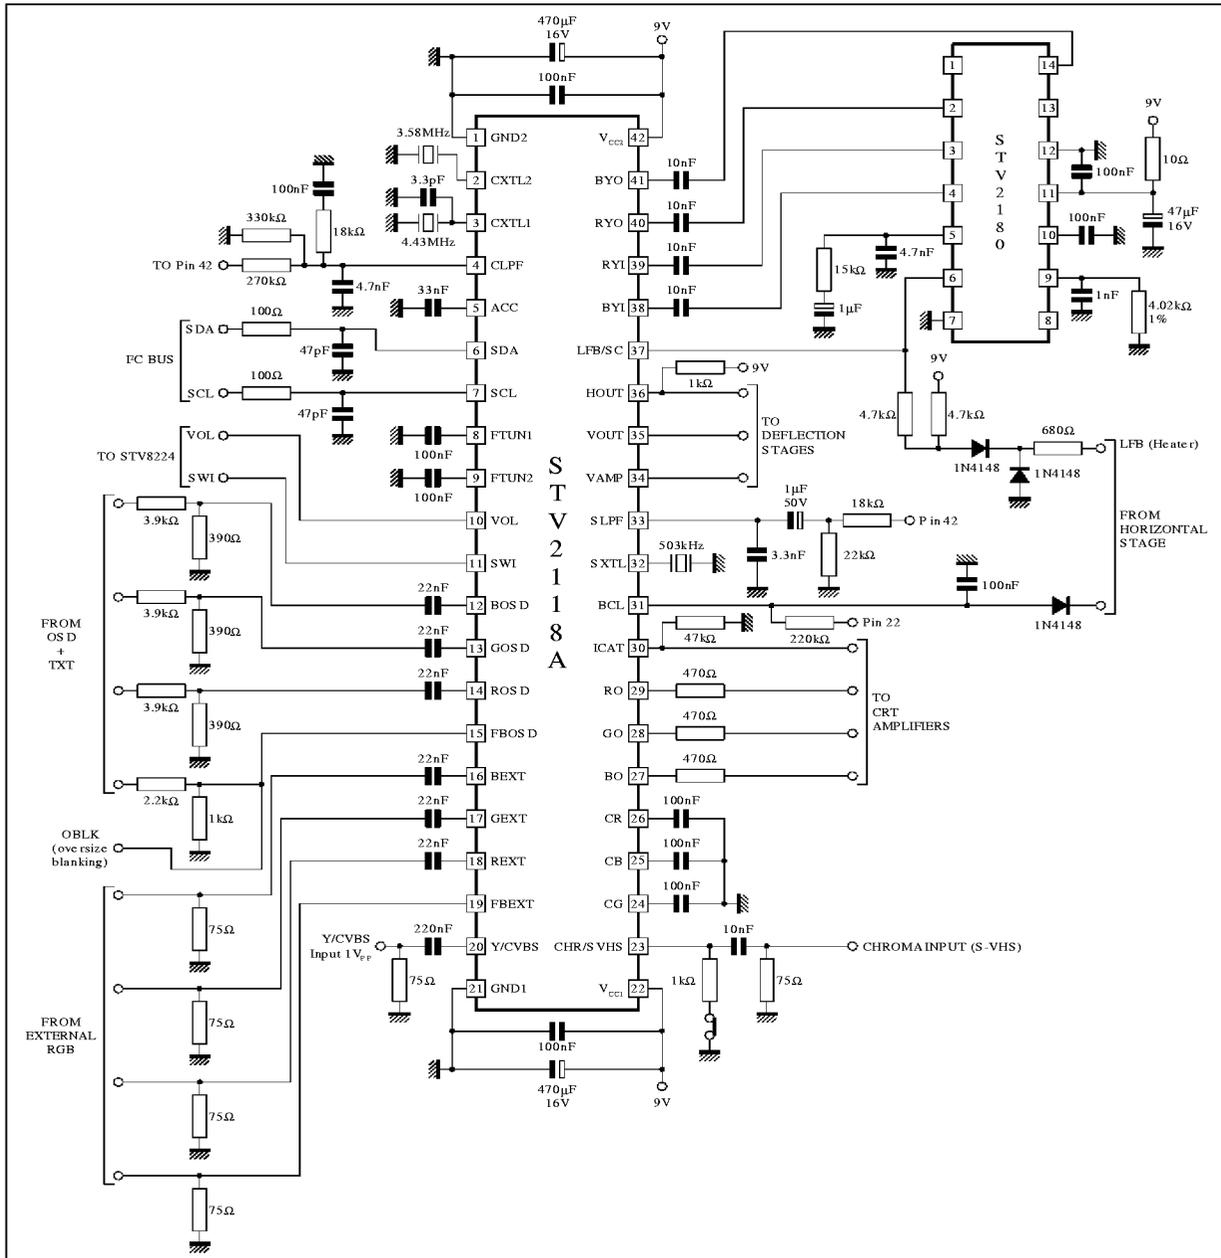 470µF
16V
9V
100nF
1 GND2
2 CXTL2
3 CXTL1
4 CLPF
5 ACC
6 SDA
7 SCL
8 FTUN1
9 FTUN2
10 VOL
11 SWI
12 BOSD
13 GOSD
14 ROSD
15 FBOSD
16 BEXT
17 GEXT
18 REXT
19 FBEXT
20 Y/CVBS
21 GND1
STV2118A
VCC2 42
BYO 41
RYO 40
RYI 39
BYI 38
LFB/SC 37
HOUT 36
VOUT 35
VAMP 34
SLPF 33
SXTL 32
BCL 31
ICAT 30
RO 29
GO 28
BO 27
CR 26
CB 25
CG 24
CHR/SVHS 23
VCC1 22
3.58MHz
3.3pF
4.43MHz
100nF
18kΩ
330kΩ
TO Pin 42
270kΩ
4.7nF
33nF
I²C BUS
SDA
100Ω
47pF
SCL
100Ω
47pF
100nF
100nF
TO STV8224
VOL
SWI
FROM
OSD
+
TXT
3.9kΩ
390Ω
3.9kΩ
390Ω
3.9kΩ
390Ω
2.2kΩ
1kΩ
22nF
22nF
22nF
22nF
22nF
22nF
OBLK
(oversize
blanking)
FROM
EXTERNAL
RGB
75Ω
75Ω
75Ω
75Ω
Y/CVBS
Input 1VPP
220nF
75Ω
100nF
470µF
16V
9V
10nF
10nF
10nF
10nF
STV2180
1
2
3
4
5
6
7
14
13
12
11
10
9
8
9V
10Ω
100nF
47µF
16V
100nF
1nF
4.02kΩ
1%
15kΩ
1µF
4.7nF
1kΩ
9V
TO
DEFLECTION
STAGES
9V
4.7kΩ
4.7kΩ
1N4148
1N4148
680Ω
LFB (Heater)
FROM
HORIZONTAL
STAGE
1µF
50V
18kΩ
Pin 42
3.3nF
22kΩ
503kHz
100nF
1N4148
47kΩ
220kΩ
Pin 22
470Ω
470Ω
470Ω
TO
CRT
AMPLIFIERS
100nF
100nF
100nF
10nF
1kΩ
75Ω
CHROMA INPUT (S-VHS)